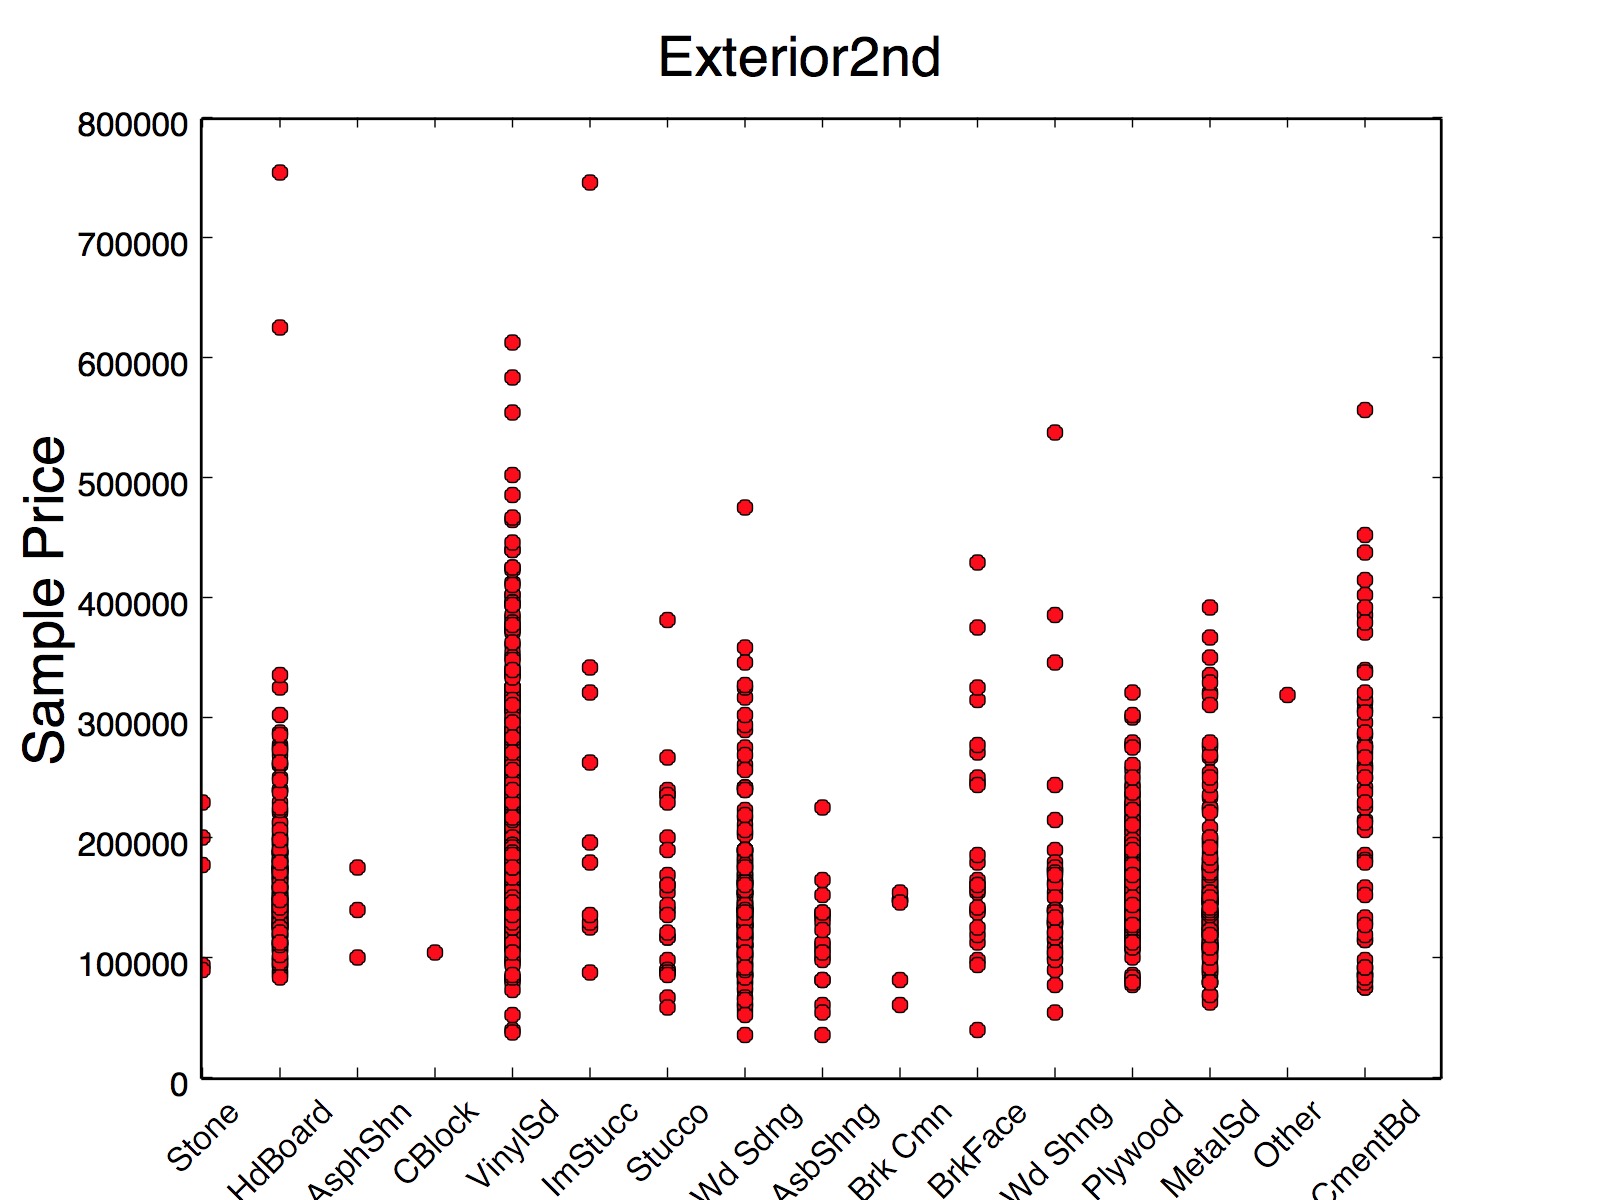 Exterior2nd
Sample Price
800000
700000
600000
500000
400000
300000
200000
100000
0
Stone
HdBoard
AsphShn
CBlock
VinylSd
ImStucc
Stucco
Wd Sdng
AsbShng
Brk Cmn
BrkFace
Wd Shng
Plywood
MetalSd
Other
CmentBd